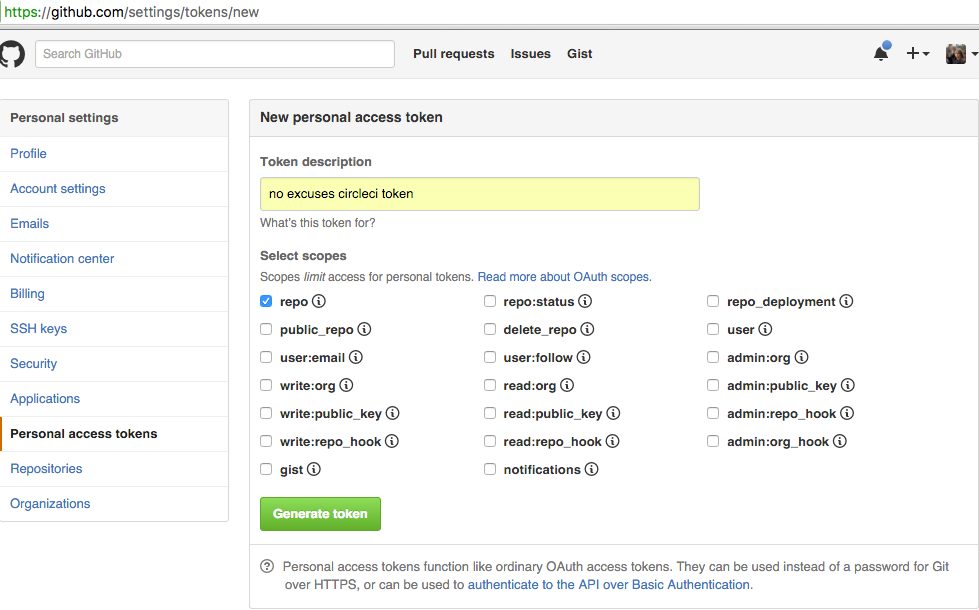 https://github.com/settings/tokens/new
Search GitHub
Pull requests Issues Gist
Personal settings
Profile
Account settings
Emails
Notification center
Billing
SSH keys
Security
Applications
Personal access tokens
Repositories
Organizations
New personal access token
Token description
no excuses circleci token
What's this token for?
Select scopes
Scopes limit access for personal tokens. Read more about OAuth scopes.
repo repo:status repo_deployment
public_repo delete_repo user
user:email user:follow admin:org
write:org read:org admin:public_key
write:public_key read:public_key admin:repo_hook
write:repo_hook read:repo_hook admin:org_hook
gist notifications
Generate token
Personal access tokens function like ordinary OAuth access tokens. They can be used instead of a password for Git
over HTTPS, or can be used to authenticate to the API over Basic Authentication.